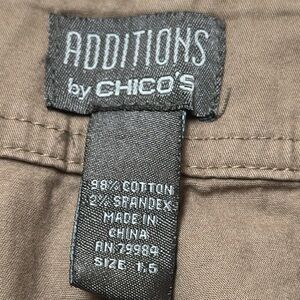 ADDITIONS
by CHICO'S
98% COTTON
2% SPANDEX
MADE IN
CHINA
RN 79984
SIZE 1.5